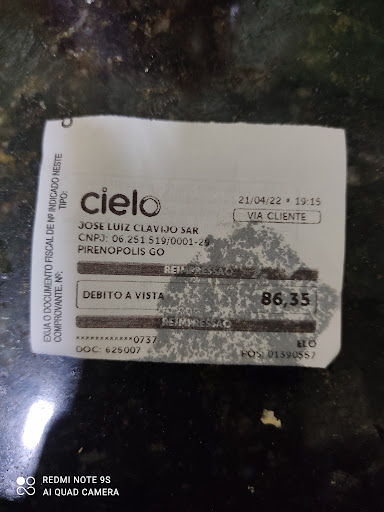 EXIJA O DOCUMENTO FISCAL DE Nº INDICADO NESTE
COMPROVANTE. Nº: TIPO:
cielo
21/04/22 * 19:15
VIA CLIENTE
JOSE LUIZ CLAVIJO SAR
CNPJ: 06.251.519/0001-29
PIRENOPOLIS GO
REIMPRESSAO
DEBITO A VISTA 86,35
REIMPRESSAO
************0737 ELO
DOC: 625007 POS: 01390557
REDMI NOTE 9S
AI QUAD CAMERA